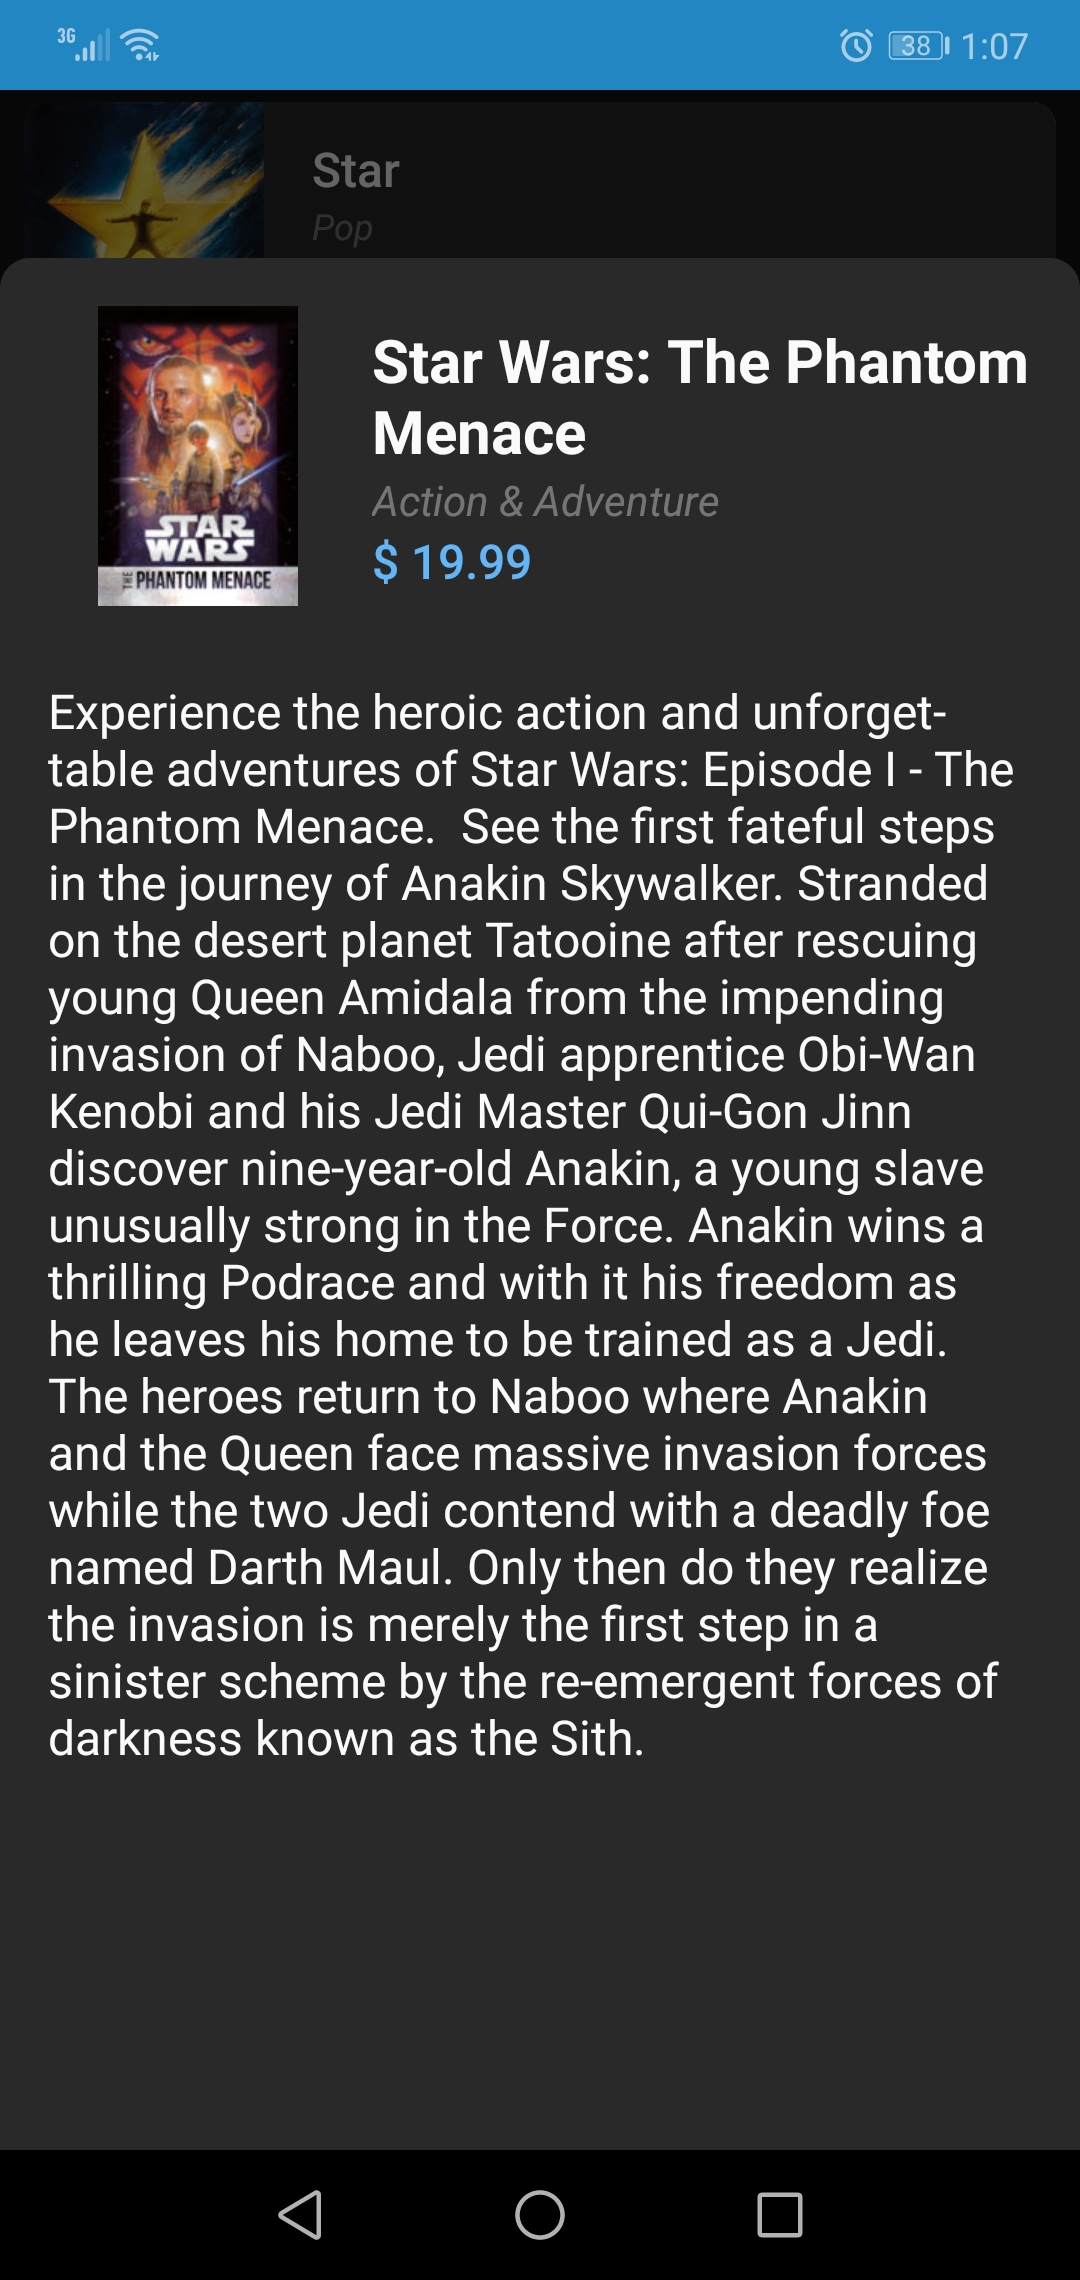 3G 38 1:07
Star
Pop
STAR
WARS
THE PHANTOM MENACE
Star Wars: The Phantom
Menace
Action & Adventure
$ 19.99
Experience the heroic action and unforget-
table adventures of Star Wars: Episode I - The
Phantom Menace.  See the first fateful steps
in the journey of Anakin Skywalker. Stranded
on the desert planet Tatooine after rescuing
young Queen Amidala from the impending
invasion of Naboo, Jedi apprentice Obi-Wan
Kenobi and his Jedi Master Qui-Gon Jinn
discover nine-year-old Anakin, a young slave
unusually strong in the Force. Anakin wins a
thrilling Podrace and with it his freedom as
he leaves his home to be trained as a Jedi.
The heroes return to Naboo where Anakin
and the Queen face massive invasion forces
while the two Jedi contend with a deadly foe
named Darth Maul. Only then do they realize
the invasion is merely the first step in a
sinister scheme by the re-emergent forces of
darkness known as the Sith.